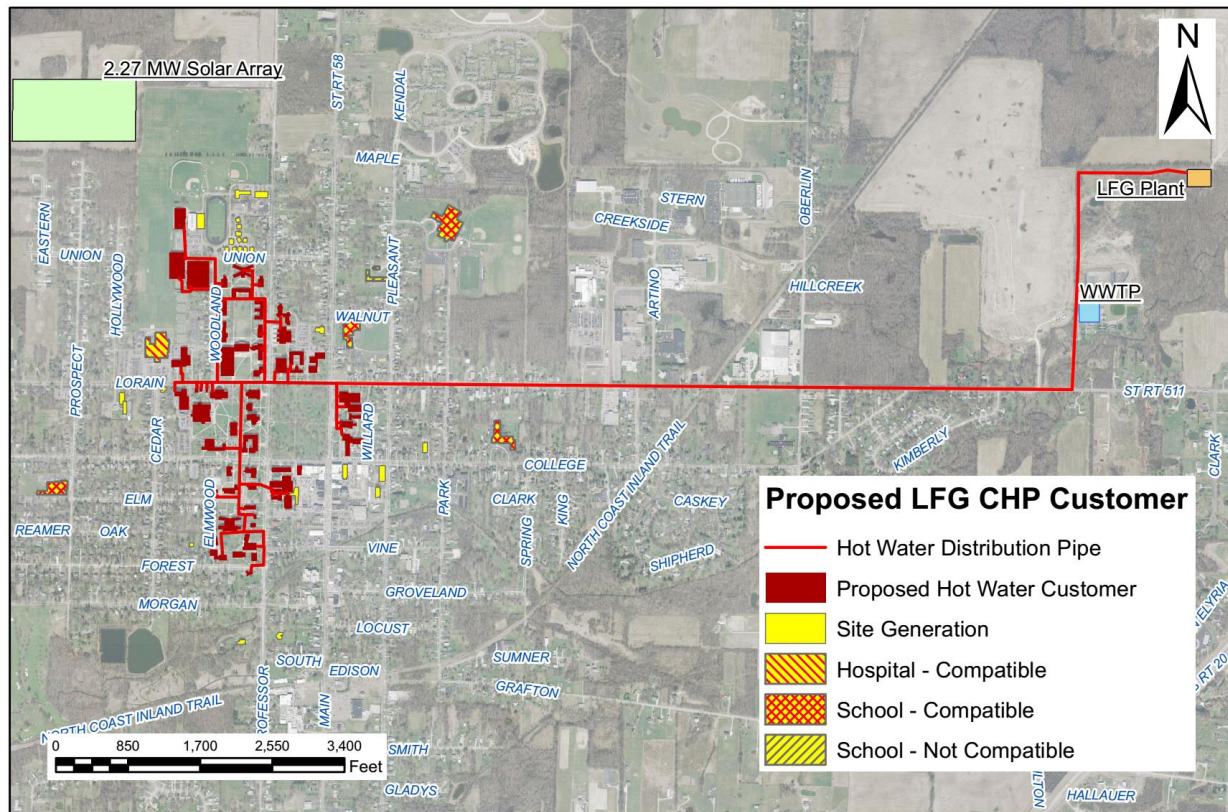 2.27 MW Solar Array
N
ST RT 58
KENDAL
MAPLE
EASTERN
UNION
HOLLYWOOD
UNION
WOODLAND
PLEASANT
WALNUT
STERN
CREEKSIDE
ARTINO
OBERLIN
HILLCREEK
LFG Plant
WWTP
PROSPECT
LORAIN
CEDAR
WILLARD
ST RT 511
KIMBERLY
CLARK
REAMER
OAK
ELM
ELMWOOD
FOREST
MORGAN
PARK
COLLEGE
CLARK
SPRING
KING
NORTH COAST INLAND TRAIL
CASKEY
SHIPHERD
VINE
GROVELAND
LOCUST
SOUTH
EDISON
SUMNER
GRAFTON
NORTH COAST INLAND TRAIL
ROFESSOR
MAIN
SMITH
GLADYS
0 850 1,700 2,550 3,400
Feet
Proposed LFG CHP Customer
Hot Water Distribution Pipe
Proposed Hot Water Customer
Site Generation
Hospital - Compatible
School - Compatible
School - Not Compatible
ELYRIA
S RT 20
ILTON
HALLAUER